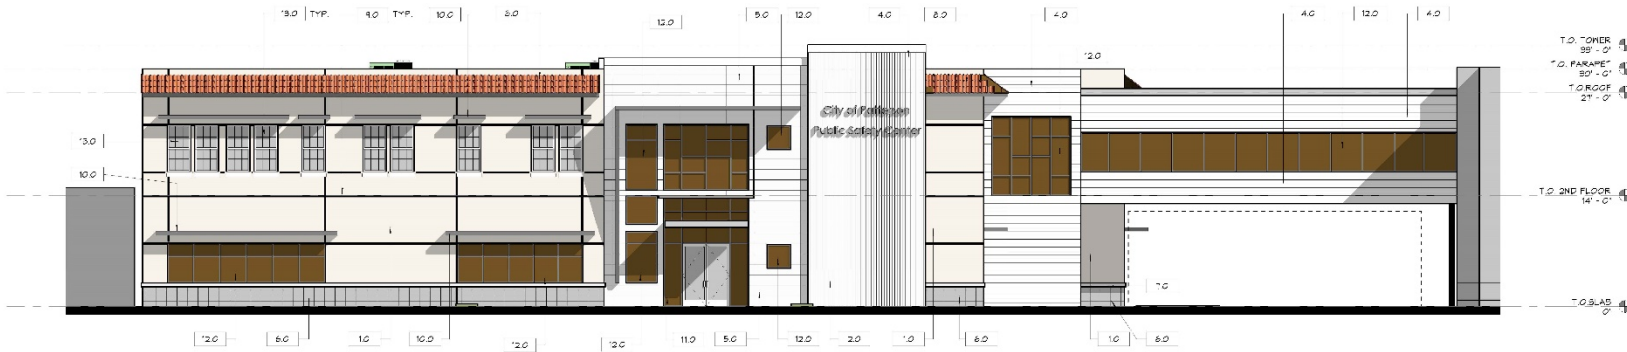 13.0 TYP. 9.0 TYP. 10.0
12.0 5.0 12.0 4.0 8.0 4.0 4.0 12.0 4.0
12.0
T.O. TOWER
T.O. PARAPET
30' - 0"
T.O.ROOF
27' - 0"
City of Patterson
Public Safety Center
13.0
10.0
T.O. 2ND FLOOR
14' - 0"
T.O.SLAB
0"
12.0 6.0 1.0 10.0 12.0 12.0 11.0 5.0 12.0 2.0 1.0 6.0 1.0 6.0